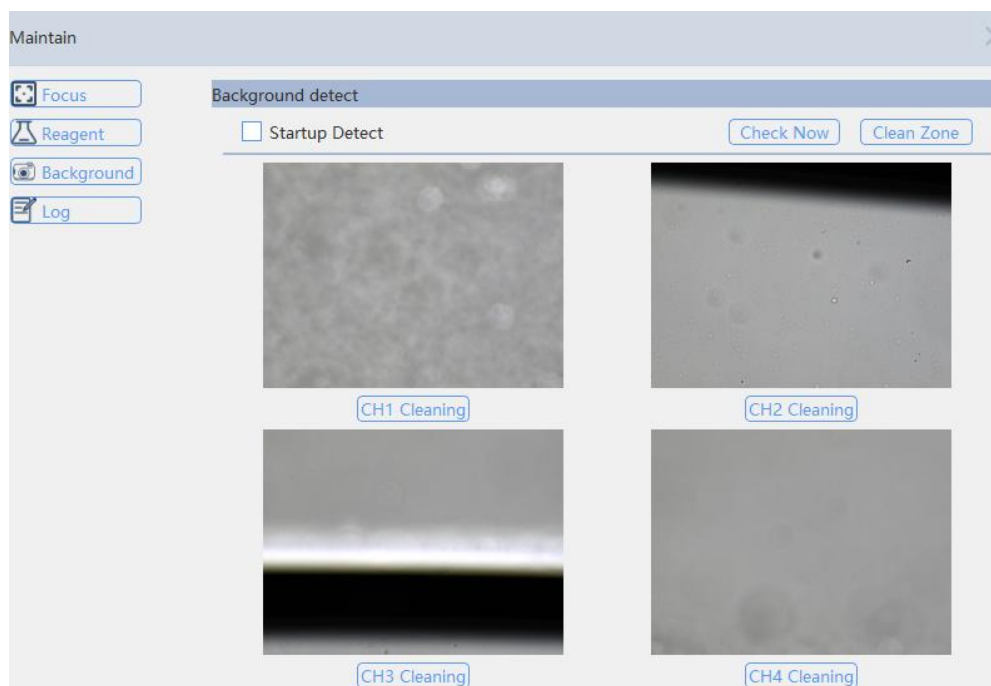 Maintain
Focus
Reagent
Background
Log
Background detect
Startup Detect
Check Now
Clean Zone
CH1 Cleaning
CH2 Cleaning
CH3 Cleaning
CH4 Cleaning